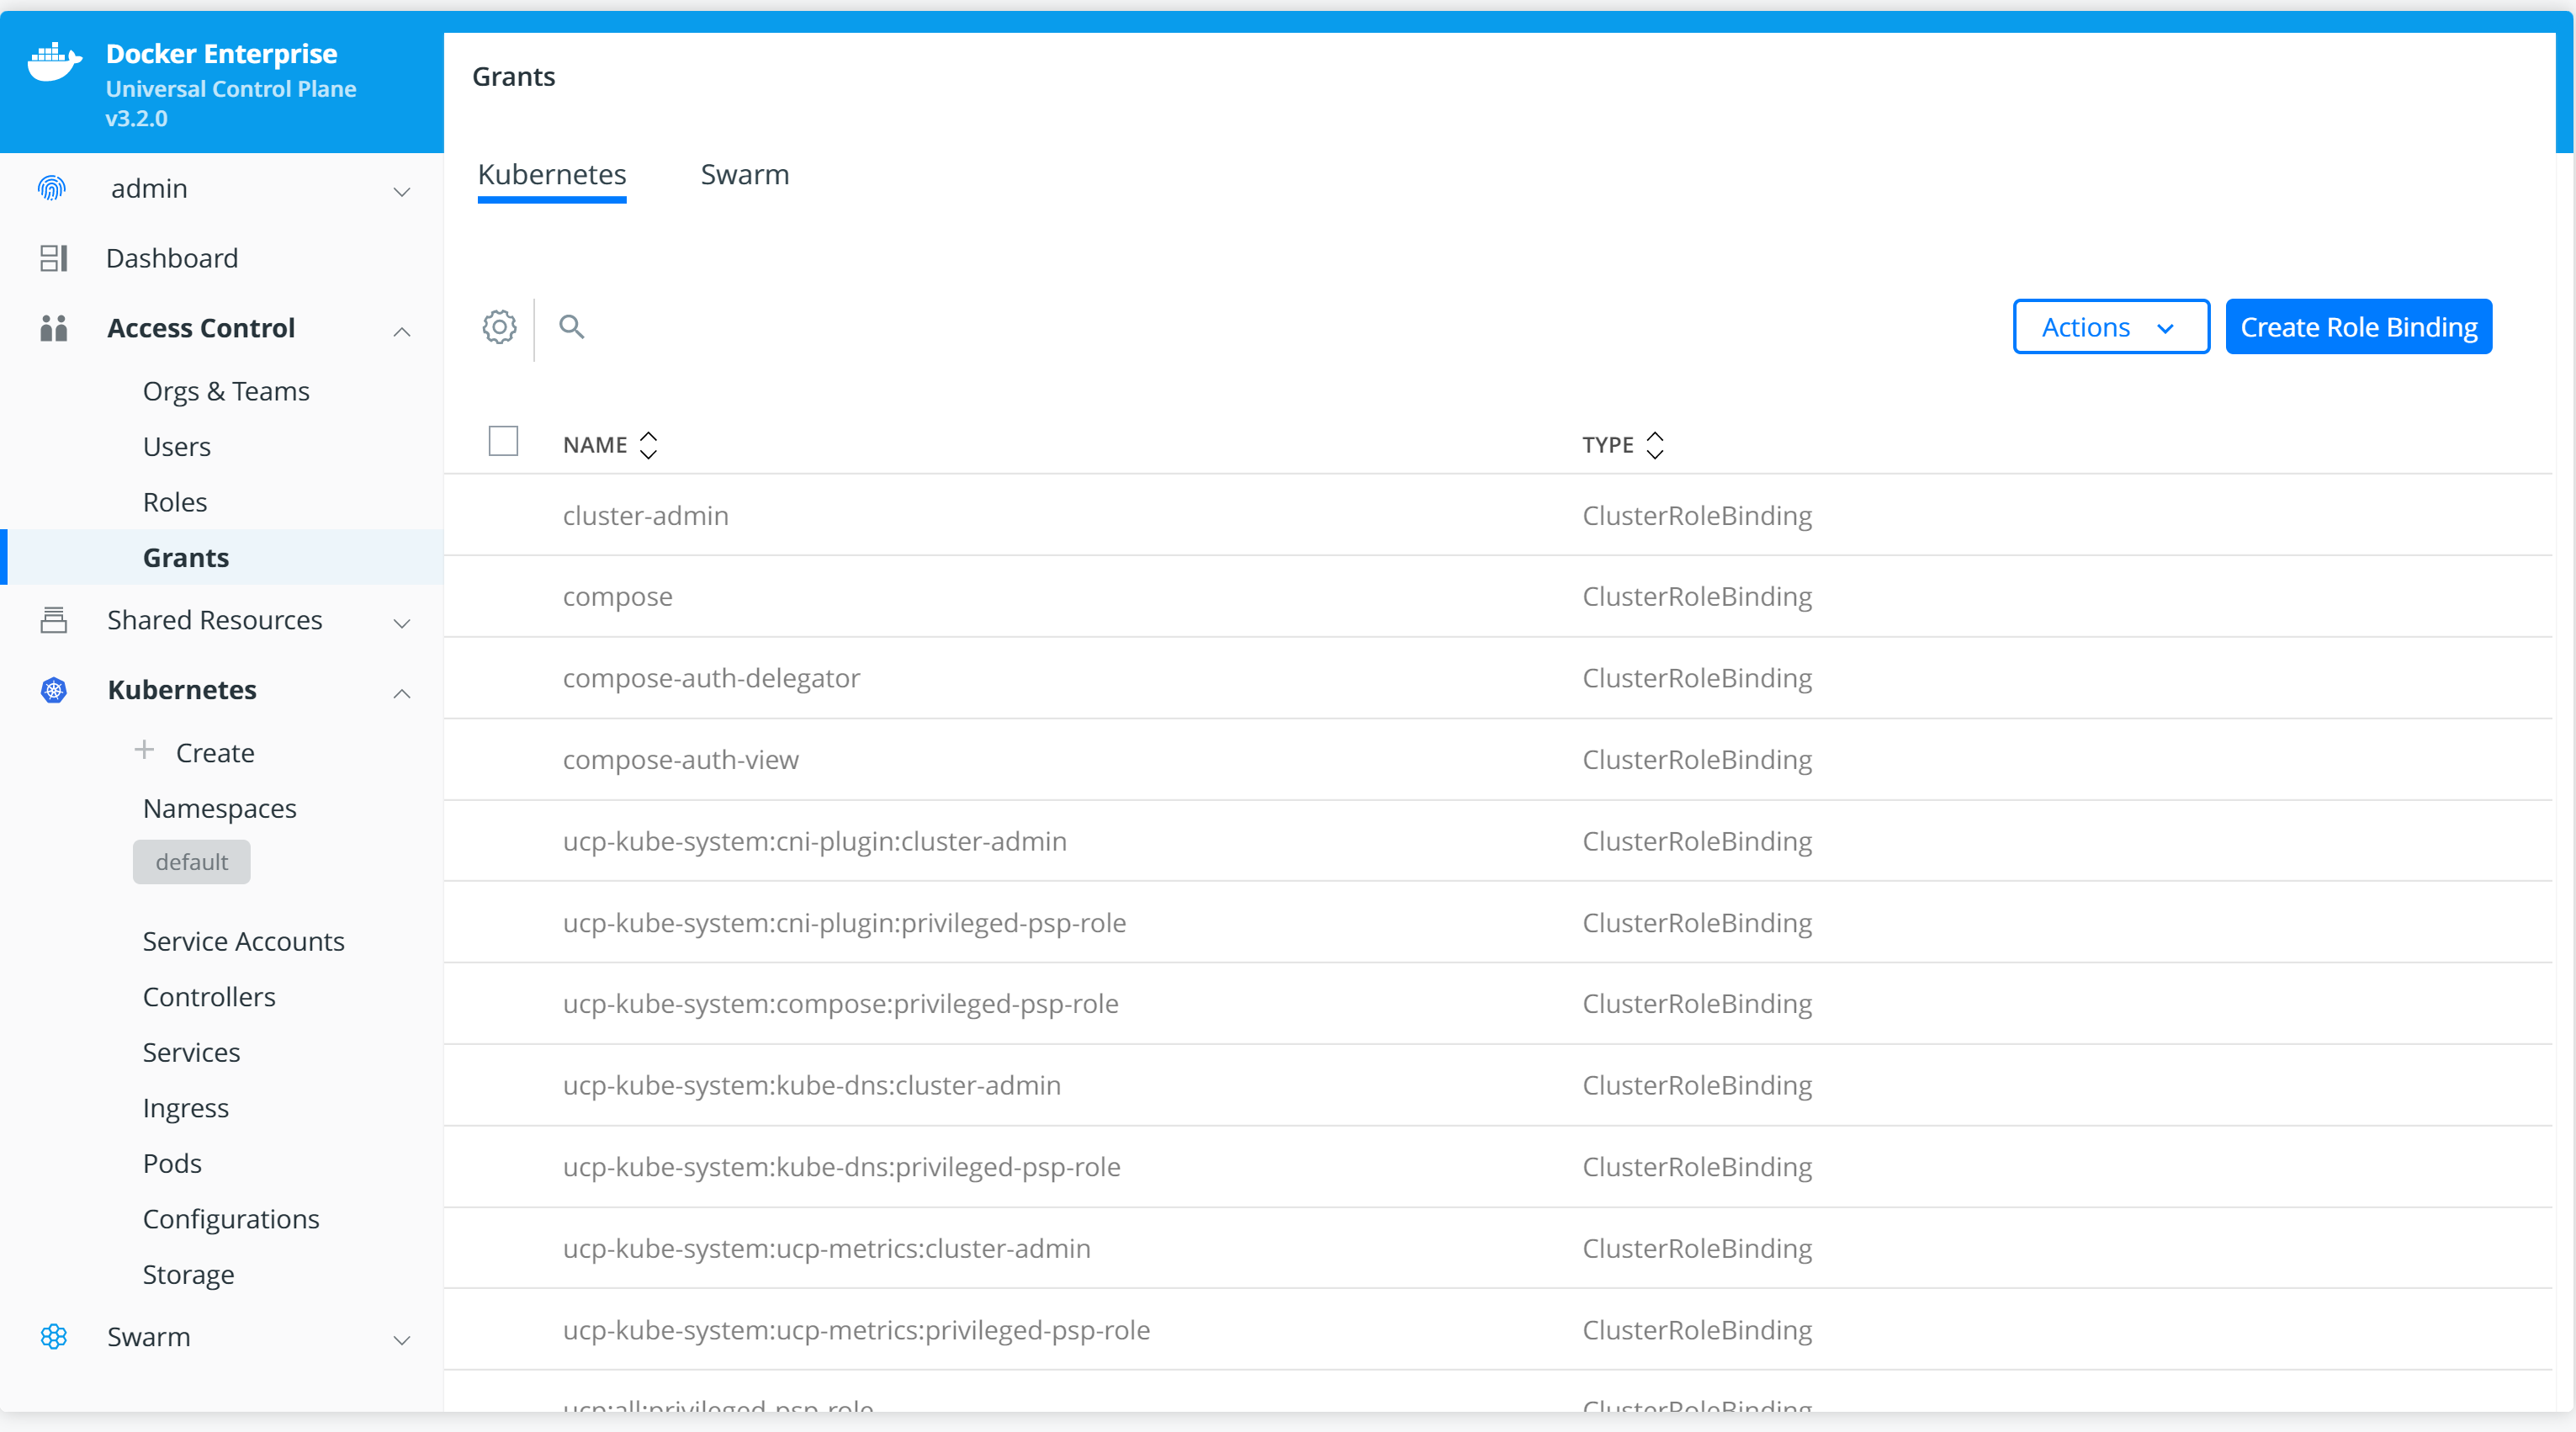 Docker Enterprise
Universal Control Plane
v3.2.0
admin
Dashboard
Access Control
Orgs & Teams
Users
Roles
Grants
Shared Resources
Kubernetes
Create
Namespaces
default
Service Accounts
Controllers
Services
Ingress
Pods
Configurations
Storage
Swarm
Grants
Kubernetes Swarm
Actions Create Role Binding
NAME TYPE
cluster-admin ClusterRoleBinding
compose ClusterRoleBinding
compose-auth-delegator ClusterRoleBinding
compose-auth-view ClusterRoleBinding
ucp-kube-system:cni-plugin:cluster-admin ClusterRoleBinding
ucp-kube-system:cni-plugin:privileged-psp-role ClusterRoleBinding
ucp-kube-system:compose:privileged-psp-role ClusterRoleBinding
ucp-kube-system:kube-dns:cluster-admin ClusterRoleBinding
ucp-kube-system:kube-dns:privileged-psp-role ClusterRoleBinding
ucp-kube-system:ucp-metrics:cluster-admin ClusterRoleBinding
ucp-kube-system:ucp-metrics:privileged-psp-role ClusterRoleBinding
ucp:all:privileged-psp-role ClusterRoleBinding